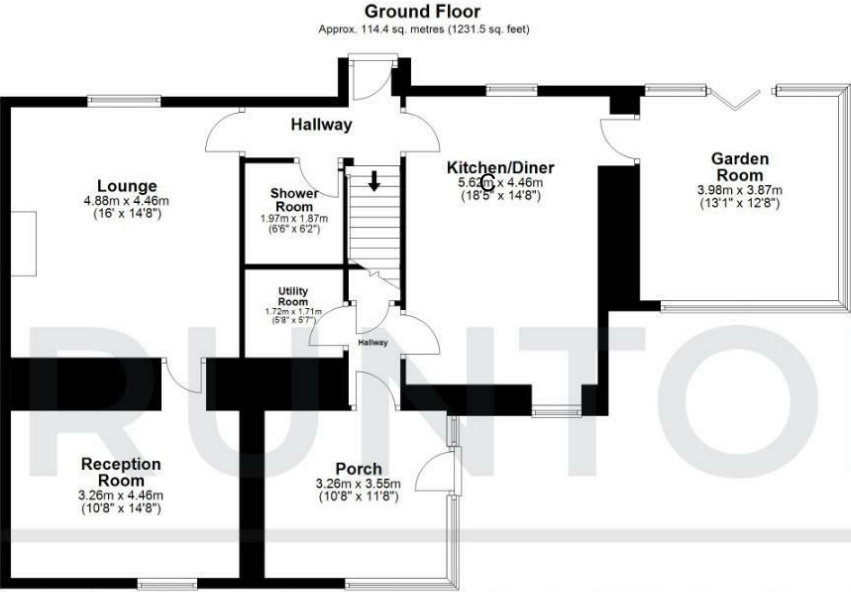 Ground Floor
Approx. 114.4 sq. metres (1231.5 sq. feet)
Hallway
Lounge
4.88m x 4.46m
(16' x 14'8")
Shower
Room
1.97m x 1.87m
(6'6" x 6'2")
Kitchen/Diner
5.62m x 4.46m
(18'5" x 14'8")
C
Garden
Room
3.98m x 3.87m
(13'1" x 12'8")
Utility
Room
1.72m x 1.71m
(5'8" x 5'7")
Hallway
RUNTO
Reception
Room
3.26m x 4.46m
(10'8" x 14'8")
Porch
3.26m x 3.55m
(10'8" x 11'8")